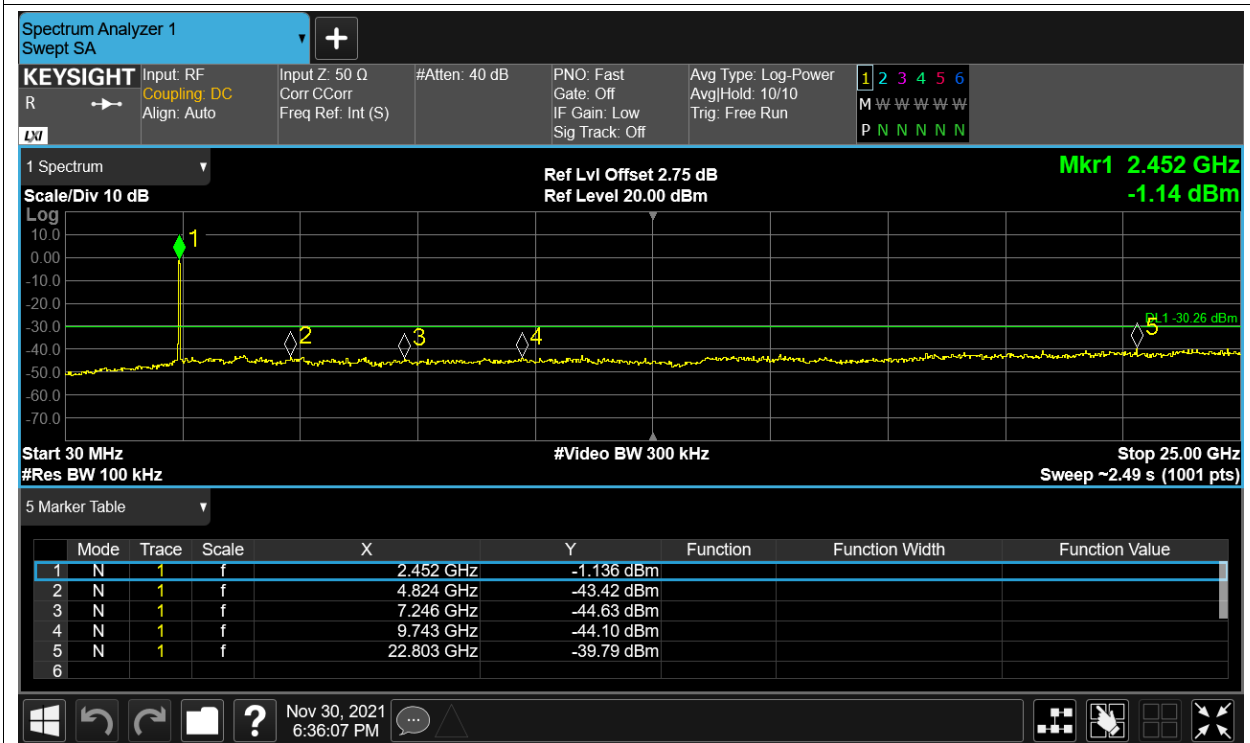 Spectrum Analyzer 1
Swept SA
KEYSIGHT Input: RF Input Z: 50 Ω #Atten: 40 dB PNO: Fast Avg Type: Log-Power 1 2 3 4 5 6
R Coupling: DC Corr CCorr Gate: Off Avg|Hold: 10/10 M W W W W W
Align: Auto Freq Ref: Int (S) IF Gain: Low Trig: Free Run
LXI Sig Track: Off P N N N N N
1 Spectrum Ref Lvl Offset 2.75 dB Mkr1 2.452 GHz
Scale/Div 10 dB Ref Level 20.00 dBm -1.14 dBm
Log
10.0 1
0.00
-10.0
-20.0
-30.0 DL1 -30.26 dBm
2 3 4 5
-40.0
-50.0
-60.0
-70.0
Start 30 MHz #Video BW 300 kHz Stop 25.00 GHz
#Res BW 100 kHz Sweep ~2.49 s (1001 pts)
5 Marker Table
Mode Trace Scale X Y Function Function Width Function Value
1 N 1 f 2.452 GHz -1.136 dBm
2 N 1 f 4.824 GHz -43.42 dBm
3 N 1 f 7.246 GHz -44.63 dBm
4 N 1 f 9.743 GHz -44.10 dBm
5 N 1 f 22.803 GHz -39.79 dBm
6
? Nov 30, 2021
6:36:07 PM